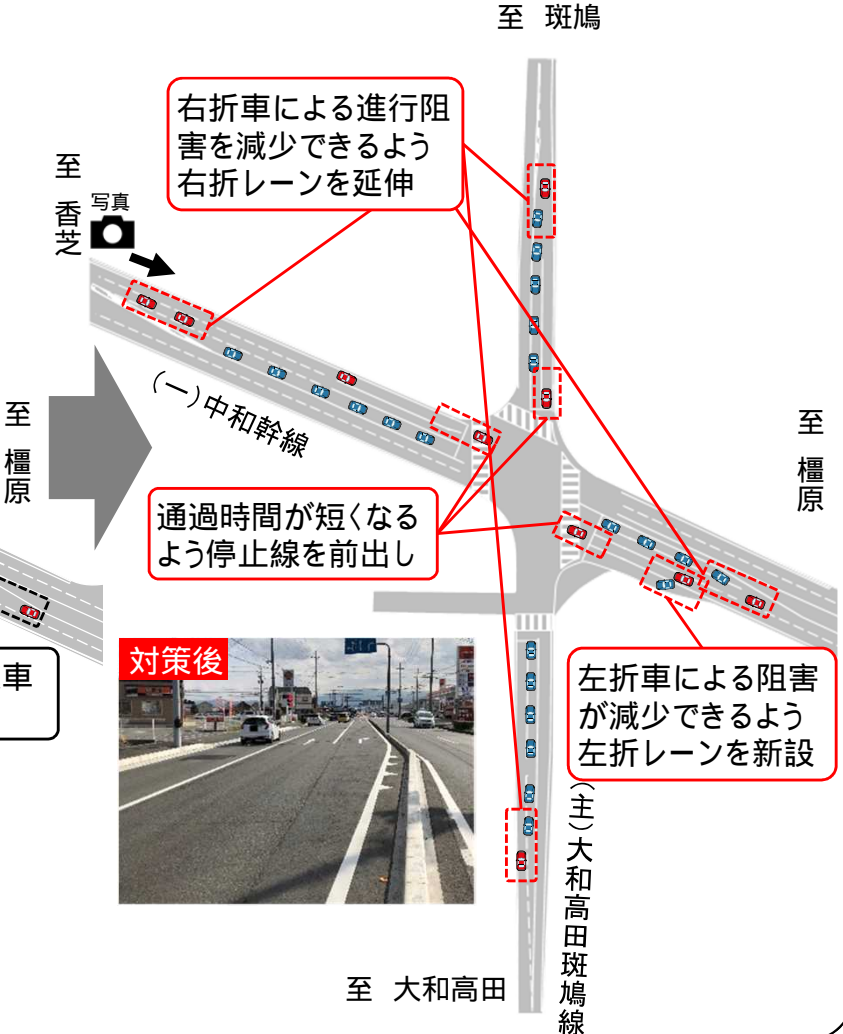 至 斑鳩
右折車による進行阻
害を減少できるよう
右折レーンを延伸
至 香芝
写真
(一)中和幹線
至 橿原
至 橿原
通過時間が短くなる
よう停止線を前出し
車
対策後
左折車による阻害
が減少できるよう
左折レーンを新設
(主)大和高田斑鳩線
至 大和高田